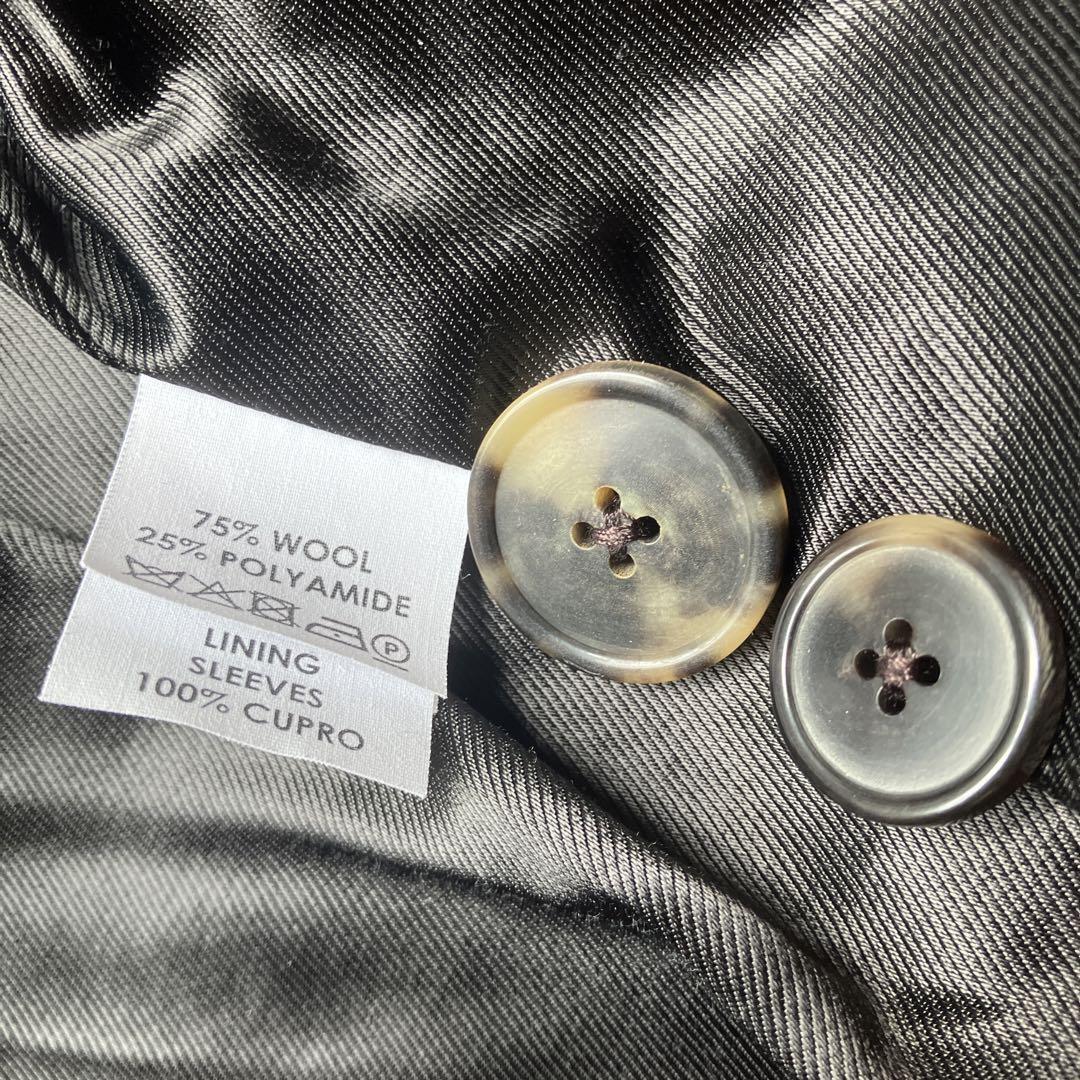 75% WOOL
25% POLYAMIDE
P
LINING
SLEEVES
100% CUPRO